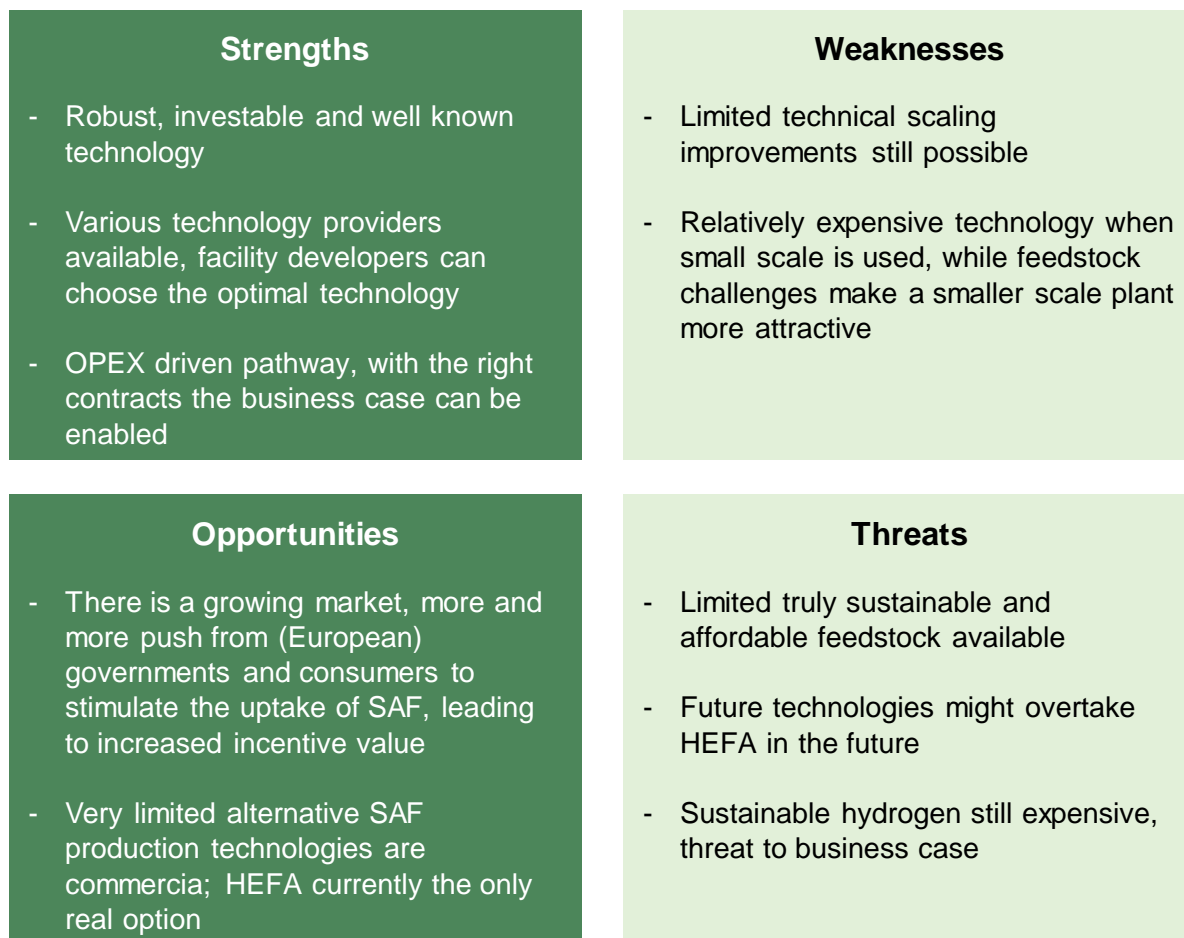 Strengths
- Robust, investable and well known
technology
- Various technology providers
available, facility developers can
choose the optimal technology
- OPEX driven pathway, with the right
contracts the business case can be
enabled
Weaknesses
- Limited technical scaling
improvements still possible
- Relatively expensive technology when
small scale is used, while feedstock
challenges make a smaller scale plant
more attractive
Opportunities
- There is a growing market, more and
more push from (European)
governments and consumers to
stimulate the uptake of SAF, leading
to increased incentive value
- Very limited alternative SAF
production technologies are
commercia; HEFA currently the only
real option
Threats
- Limited truly sustainable and
affordable feedstock available
- Future technologies might overtake
HEFA in the future
- Sustainable hydrogen still expensive,
threat to business case